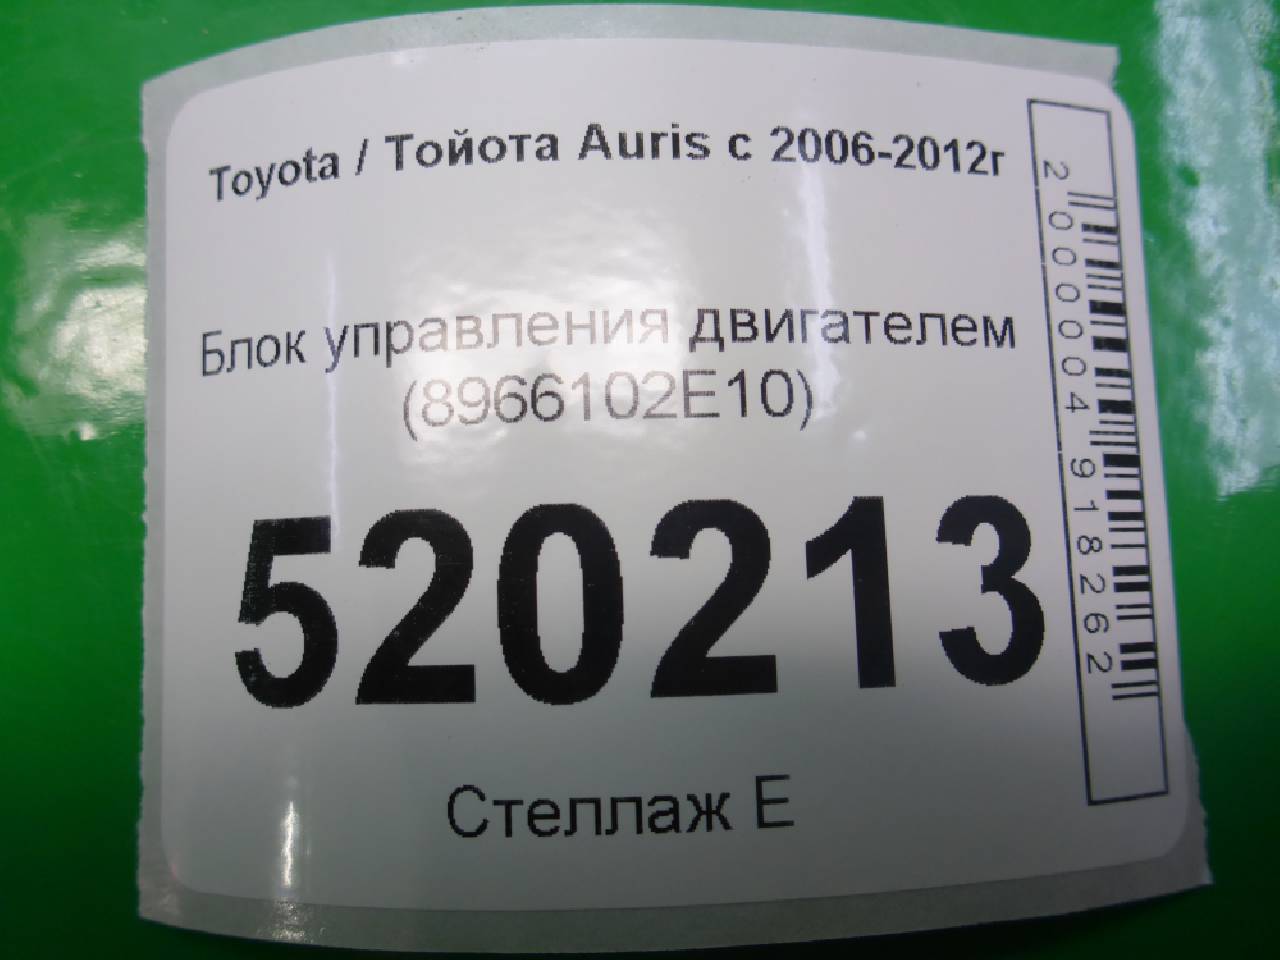 Toyota / Тойота Auris с 2006-2012г
Блок управления двигателем
(8966102E10)
520213
Стеллаж Е
2000004918262